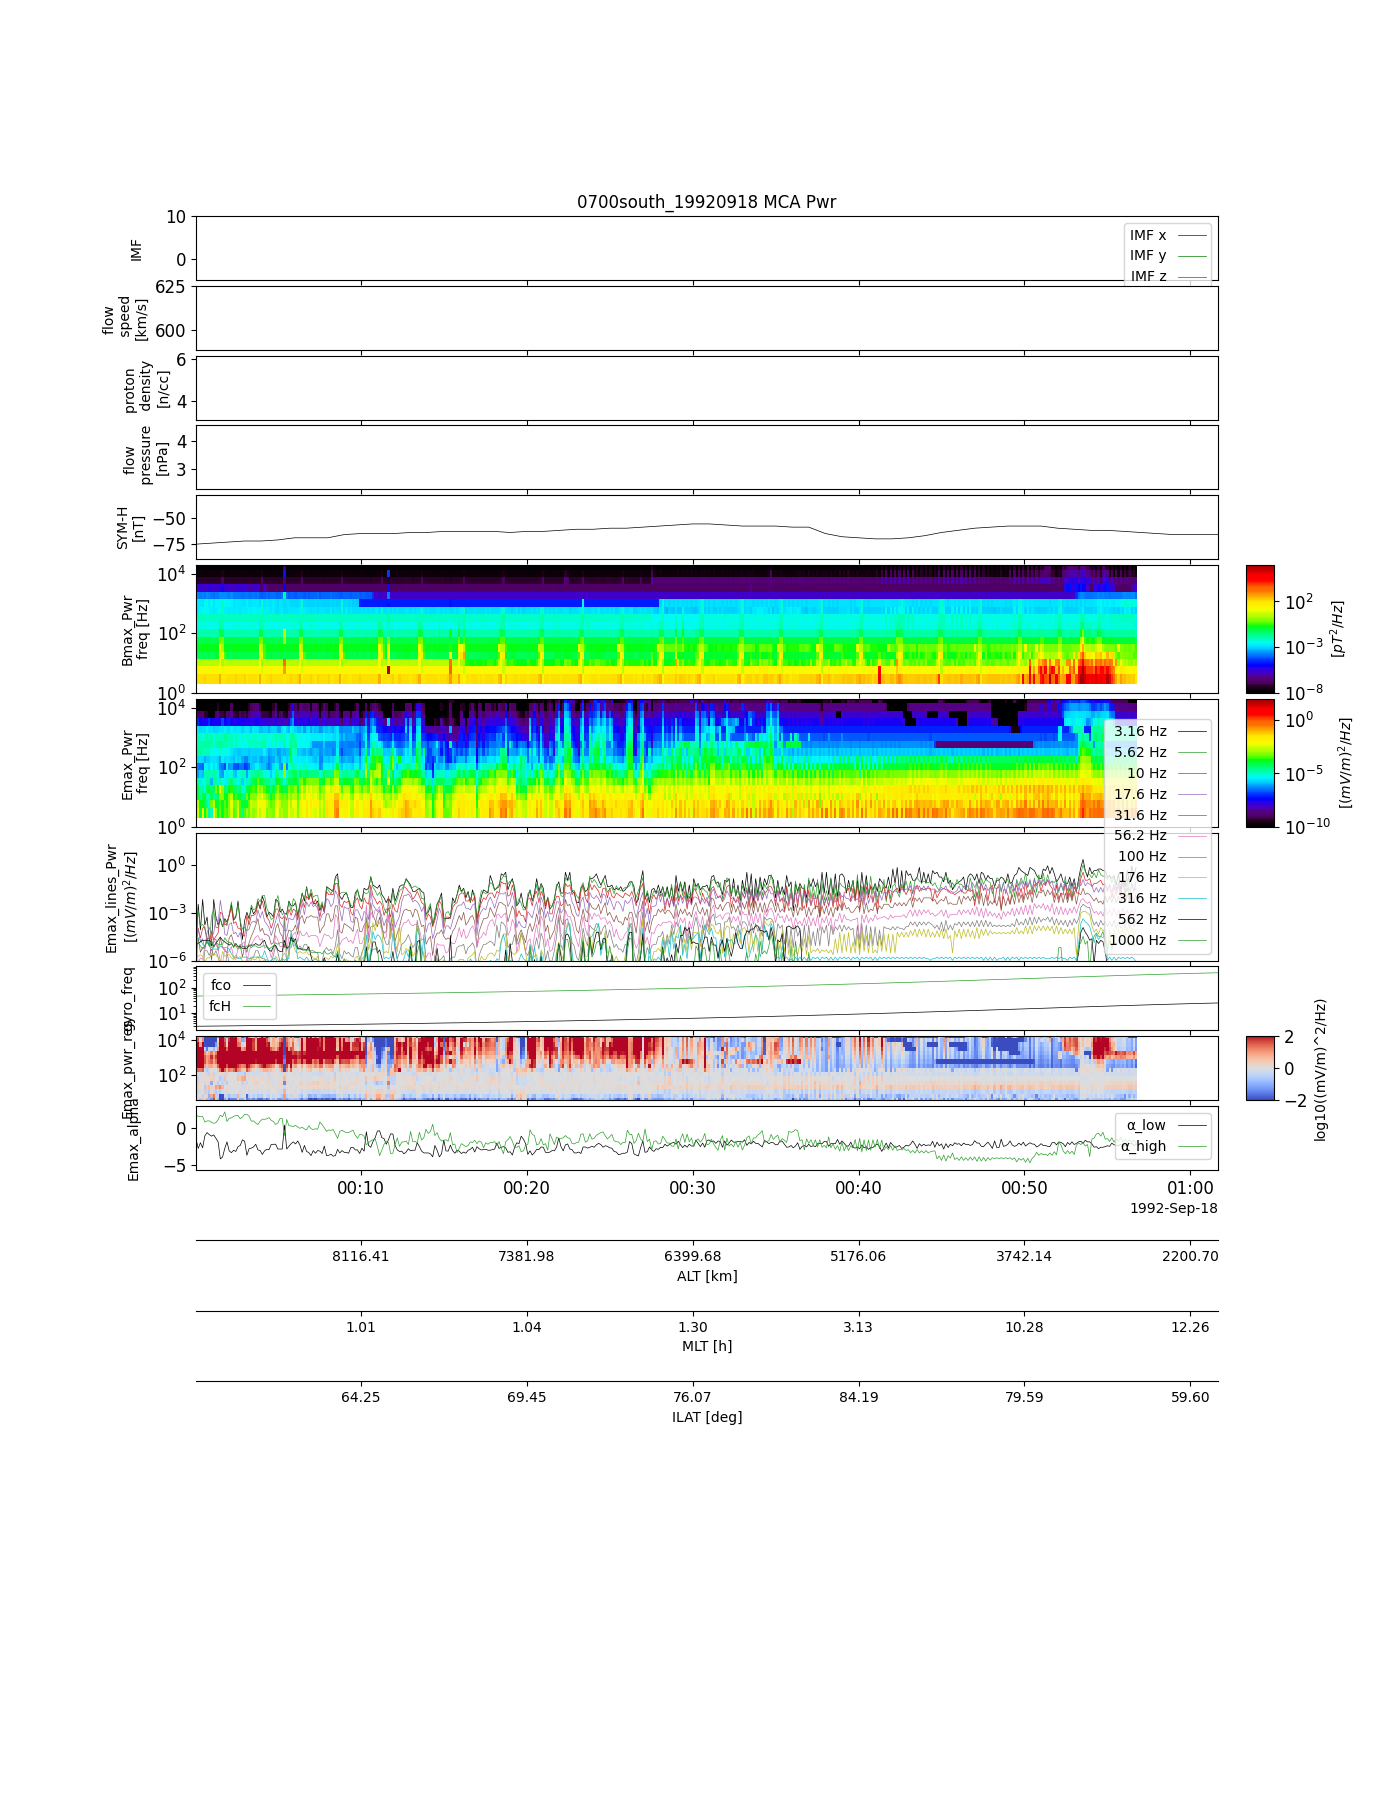 0700south_19920918 MCA Pwr
10
0
IMF
IMF x
IMF y
IMF z
625
600
flow
speed
[km/s]
6
4
proton
density
[n/cc]
4
3
flow
pressure
[nPa]
−50
−75
SYM-H
[nT]
10^4
10^2
10^0
Bmax_Pwr
freq [Hz]
10^2
10^−3
10^−8
[pT^2/Hz]
10^4
10^2
10^0
Emax_Pwr
freq [Hz]
3.16 Hz
5.62 Hz
10 Hz
17.6 Hz
31.6 Hz
56.2 Hz
100 Hz
176 Hz
316 Hz
562 Hz
1000 Hz
10^0
10^−5
10^−10
[(mV/m)^2/Hz]
10^0
10^−3
10^−6
Emax_lines_Pwr
[(mV/m)^2/Hz]
10^2
10^1
gyro_freq
fco
fcH
10^4
10^2
Emax_pwr_req
2
0
−2
log10((mV/m)^2/Hz)
0
−5
Emax_alpha
α_low
α_high
00:10 00:20 00:30 00:40 00:50 01:00
1992-Sep-18
8116.41 7381.98 6399.68 5176.06 3742.14 2200.70
ALT [km]
1.01 1.04 1.30 3.13 10.28 12.26
MLT [h]
64.25 69.45 76.07 84.19 79.59 59.60
ILAT [deg]